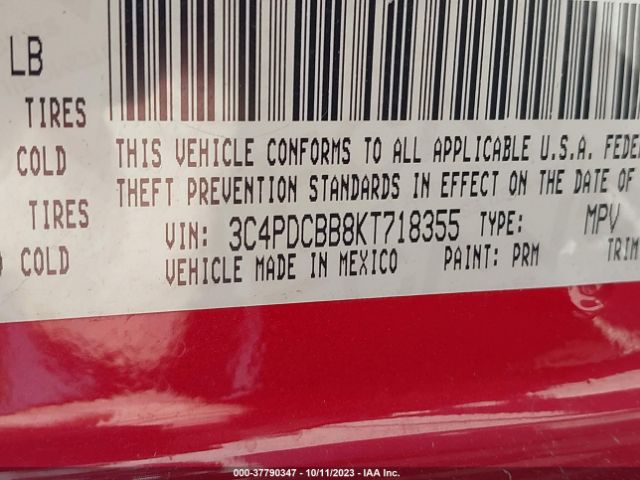 LB
TIRES
COLD
TIRES
COLD
THIS VEHICLE CONFORMS TO ALL APPLICABLE U.S.A.
THEFT PREVENTION STANDARDS IN EFFECT ON THE DATE OF
VIN: 3C4PDCBB8KT718355 TYPE: MPV
VEHICLE MADE IN MEXICO PAINT: PRM TRIM
000-37790347 - 10/11/2023 - IAA Inc.